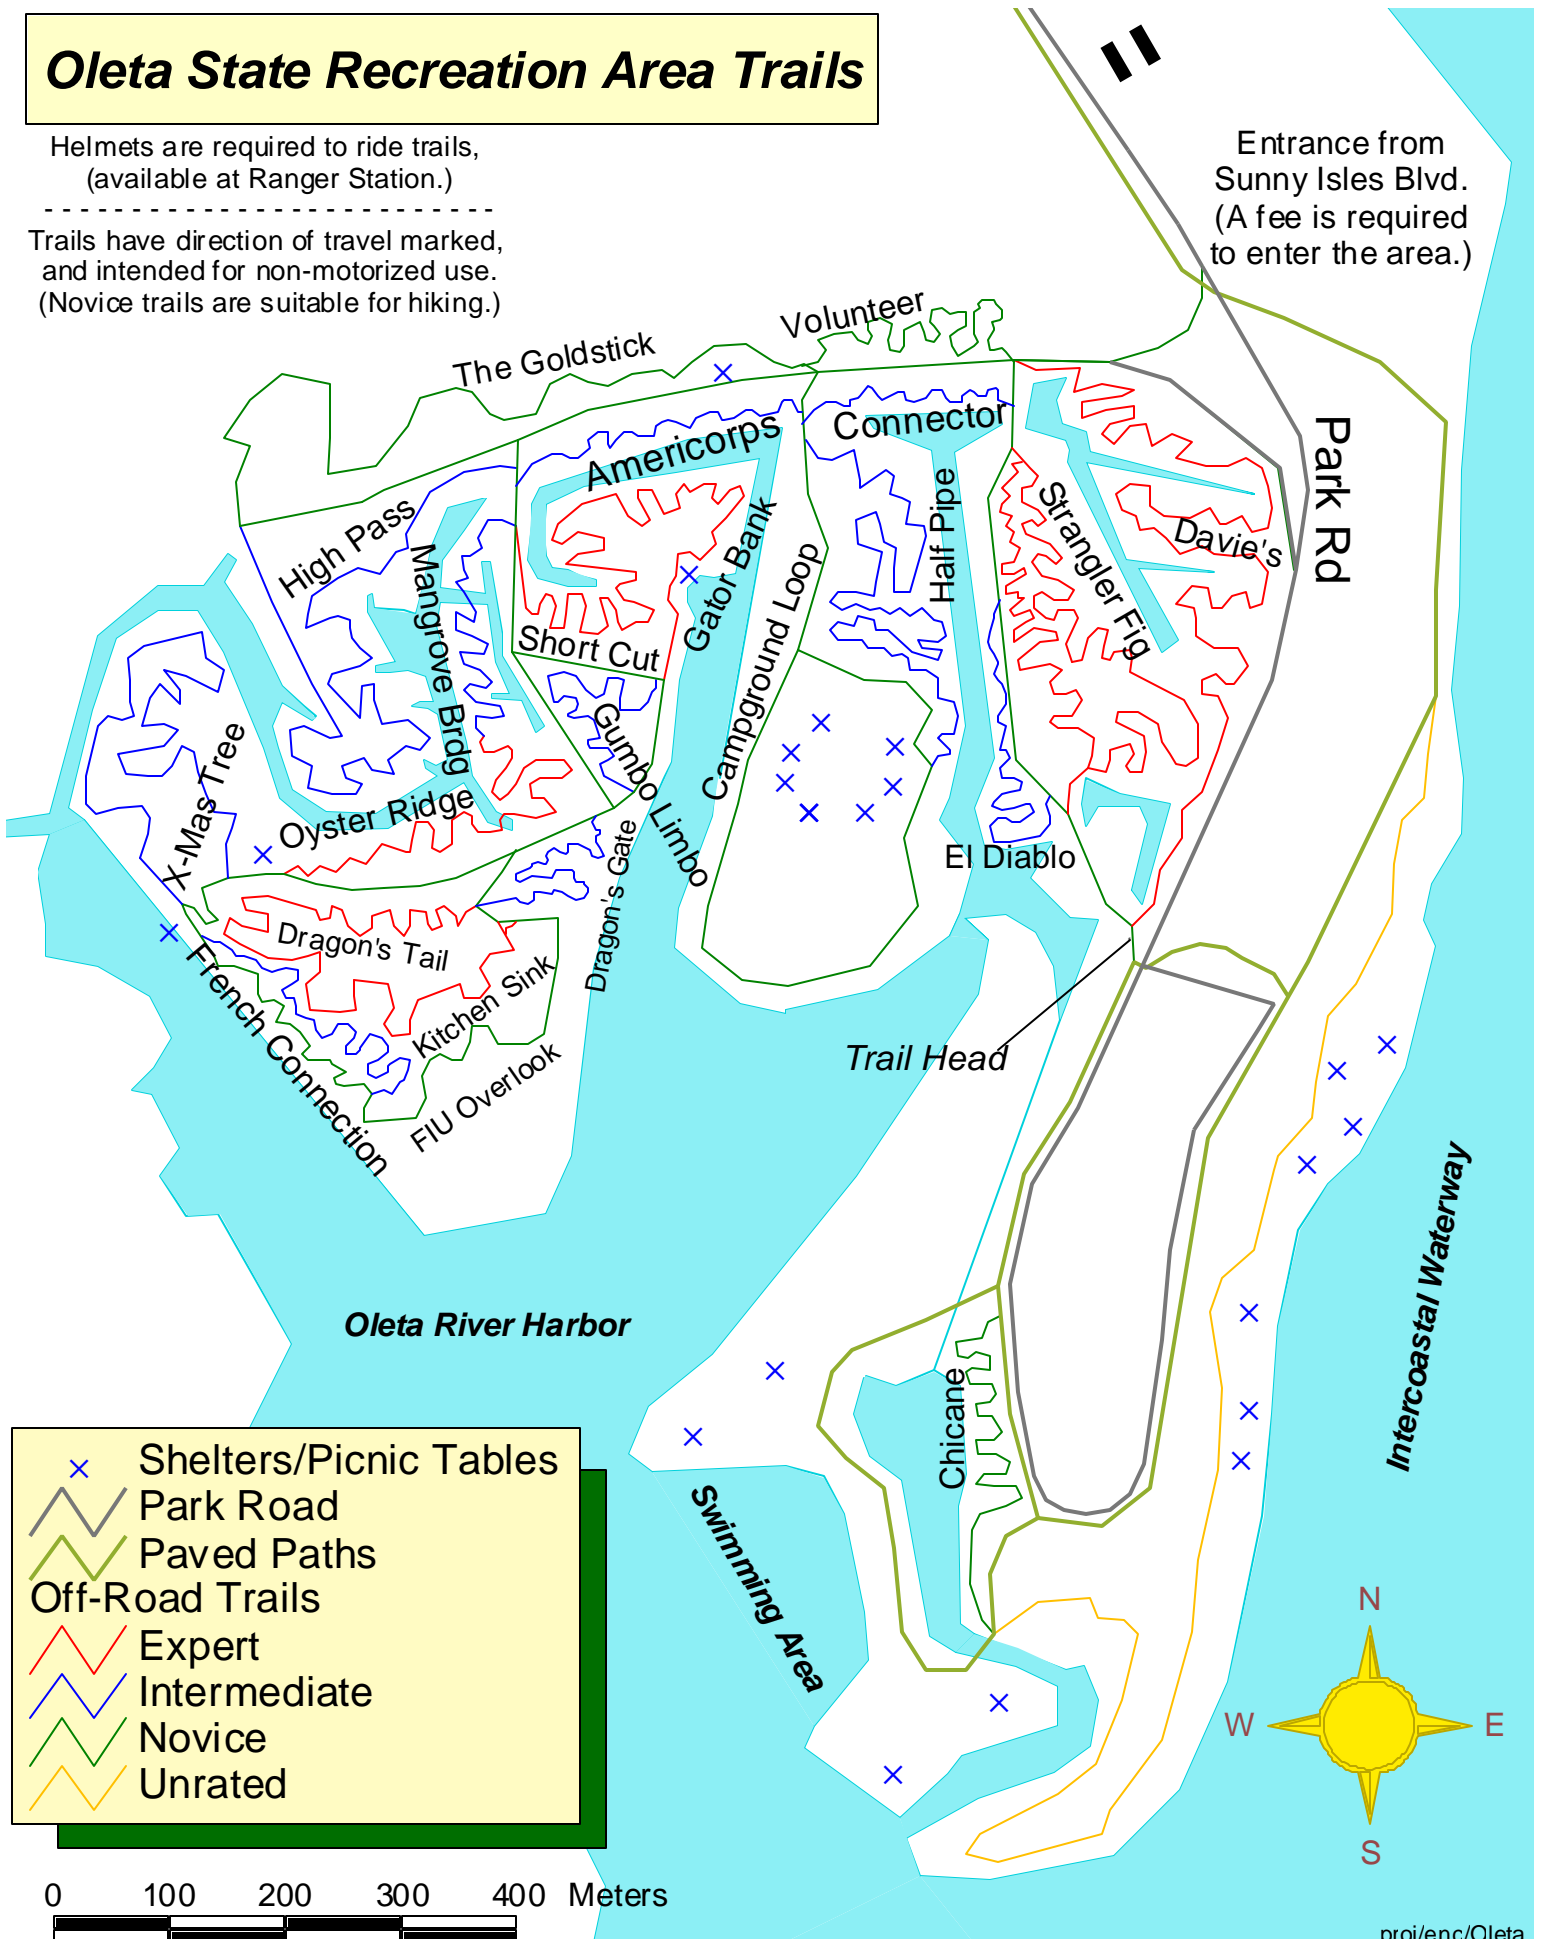 Oleta State Recreation Area Trails
Helmets are required to ride trails,
(available at Ranger Station.)
- - - - - - - - - - - - - - - - - - - - - - - - - -
Trails have direction of travel marked,
and intended for non-motorized use.
(Novice trails are suitable for hiking.)
Entrance from
Sunny Isles Blvd.
(A fee is required
to enter the area.)
Volunteer
The Goldstick
Connector
Americorps
Park Rd
High Pass
Mangrove Brdg
Gator Bank
Half Pipe
Strangler Fig
Davie's
Short Cut
Campground Loop
Gumbo Limbo
X-Mas Tree
Oyster Ridge
Dragon's Gate
El Diablo
Dragon's Tail
Kitchen Sink
French Connection
FIU Overlook
Trail Head
Oleta River Harbor
Intercoastal Waterway
Chicane
Swimming Area
Shelters/Picnic Tables
Park Road
Paved Paths
Off-Road Trails
Expert
Intermediate
Novice
Unrated
N
W
E
S
0 100 200 300 400 Meters
proj/enc/Oleta